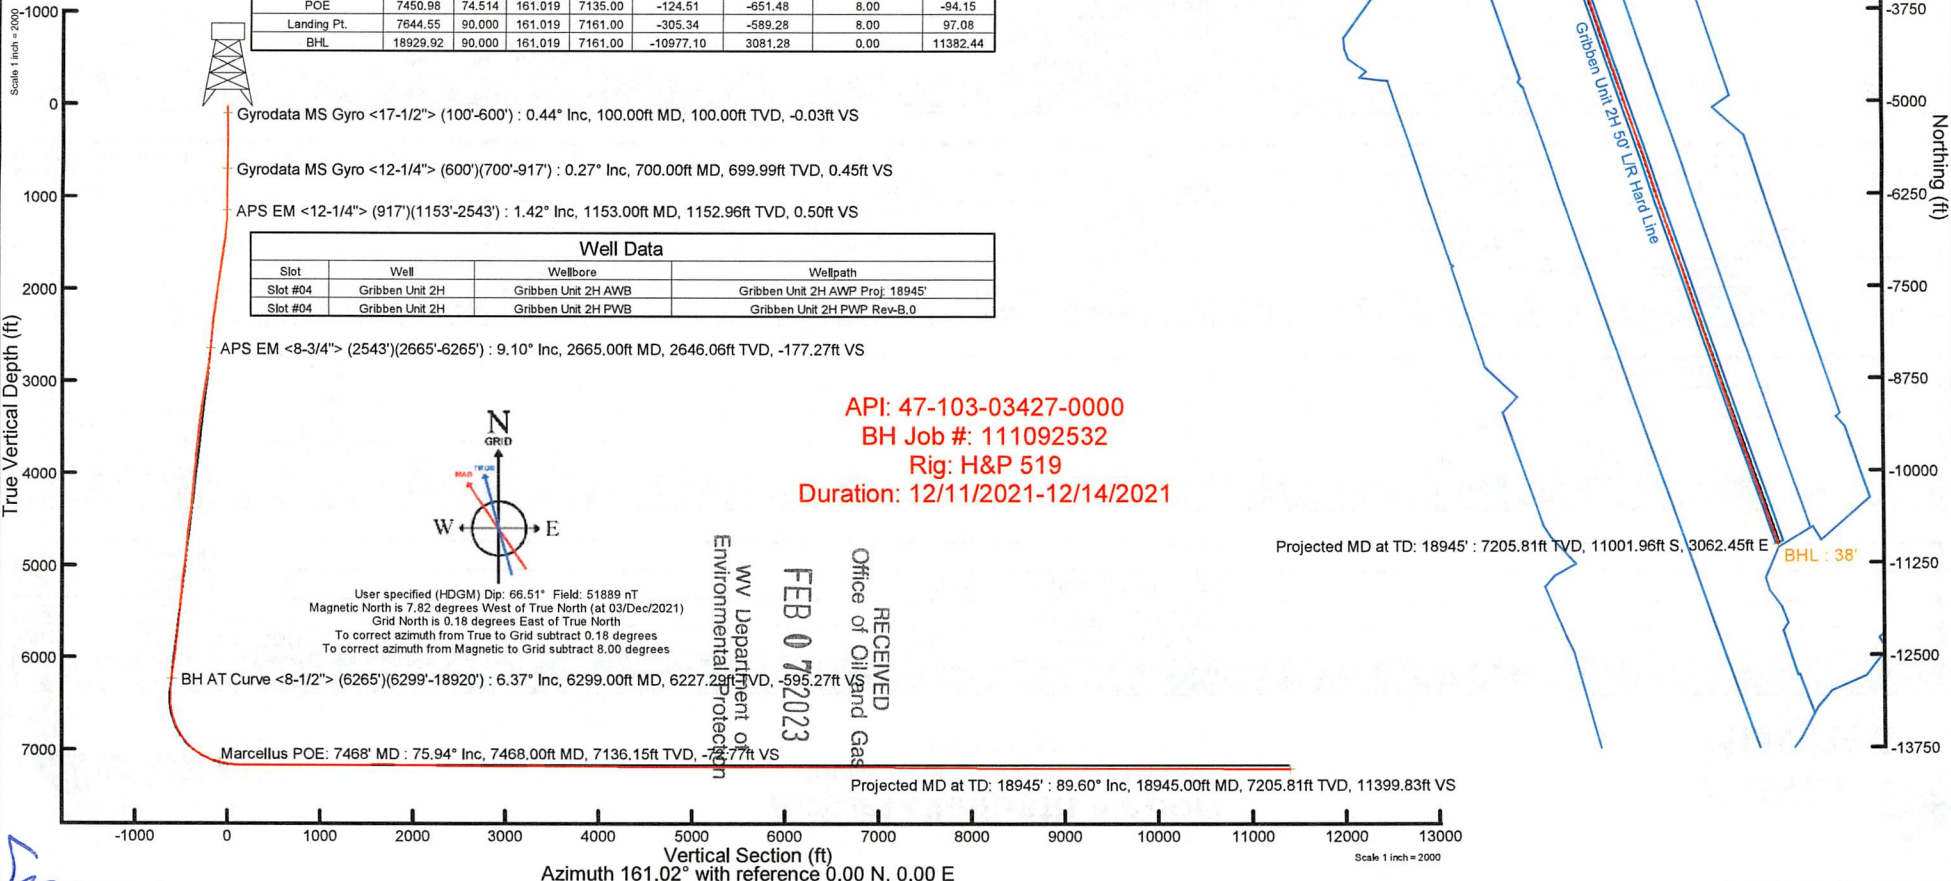 Scale 1 inch = 2000
POE 7450.98 74.514 161.019 7135.00 -124.51 -651.48 8.00 -94.15
Landing Pt. 7644.55 90.000 161.019 7161.00 -305.34 -589.28 8.00 97.08
BHL 18929.92 90.000 161.019 7161.00 -10977.10 3081.28 0.00 11382.44
-1000
0
1000
2000
3000
4000
5000
6000
7000
True Vertical Depth (ft)
Gyrodata MS Gyro <17-1/2"> (100'-600') : 0.44° Inc, 100.00ft MD, 100.00ft TVD, -0.03ft VS
Gyrodata MS Gyro <12-1/4"> (600')(700'-917') : 0.27° Inc, 700.00ft MD, 699.99ft TVD, 0.45ft VS
APS EM <12-1/4"> (917')(1153'-2543') : 1.42° Inc, 1153.00ft MD, 1152.96ft TVD, 0.50ft VS
Well Data
Slot Well Wellbore Wellpath
Slot #04 Gribben Unit 2H Gribben Unit 2H AWB Gribben Unit 2H AWP Proj: 18945'
Slot #04 Gribben Unit 2H Gribben Unit 2H PWB Gribben Unit 2H PWP Rev-B.0
APS EM <8-3/4"> (2543')(2665'-6265') : 9.10° Inc, 2665.00ft MD, 2646.06ft TVD, -177.27ft VS
API: 47-103-03427-0000
BH Job #: 111092532
Rig: H&P 519
Duration: 12/11/2021-12/14/2021
N
GRID
MAG
TRUE
W
E
User specified (HDGM) Dip: 66.51° Field: 51889 nT
Magnetic North is 7.82 degrees West of True North (at 03/Dec/2021)
Grid North is 0.18 degrees East of True North
To correct azimuth from True to Grid subtract 0.18 degrees
To correct azimuth from Magnetic to Grid subtract 8.00 degrees
RECEIVED
Office of Oil and Gas
FEB 07 2023
WV Department of
Environmental Protection
BH AT Curve <8-1/2"> (6265')(6299'-18920') : 6.37° Inc, 6299.00ft MD, 6227.29ft TVD, -595.27ft VS
Marcellus POE: 7468' MD : 75.94° Inc, 7468.00ft MD, 7136.15ft TVD, -72.77ft VS
Projected MD at TD: 18945' : 89.60° Inc, 18945.00ft MD, 7205.81ft TVD, 11399.83ft VS
-1000 0 1000 2000 3000 4000 5000 6000 7000 8000 9000 10000 11000 12000 13000
Vertical Section (ft)
Scale 1 inch = 2000
Azimuth 161.02° with reference 0.00 N, 0.00 E
Gribben Unit 2H 50' L/R Hard Line
Projected MD at TD: 18945' : 7205.81ft TVD, 11001.96ft S, 3062.45ft E
BHL : 38'
-3750
-5000
-6250
-7500
-8750
-10000
-11250
-12500
-13750
Northing (ft)